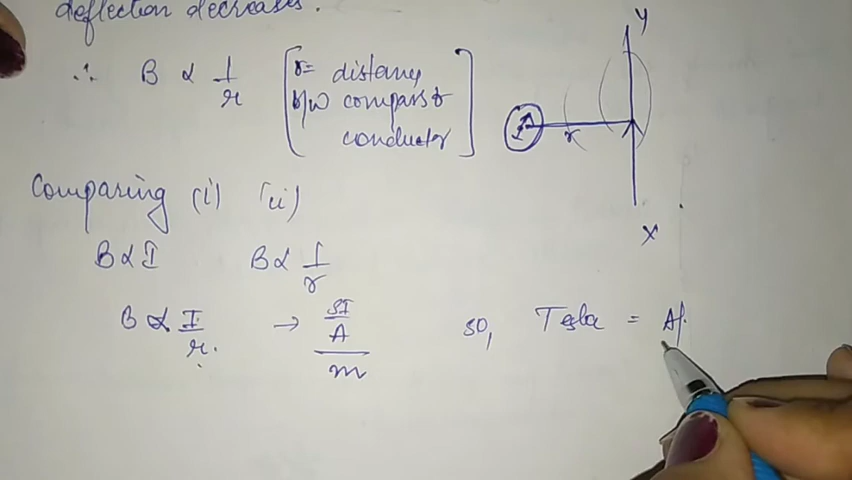 deflection decreases.
∴ B ∝ 1/r [r = distance
b/w compass &
conductor]
Y
r
X
Comparing (i) (ii)
B ∝ I B ∝ 1/r
B ∝ I/r. → SI A/m so, Tesla = A/